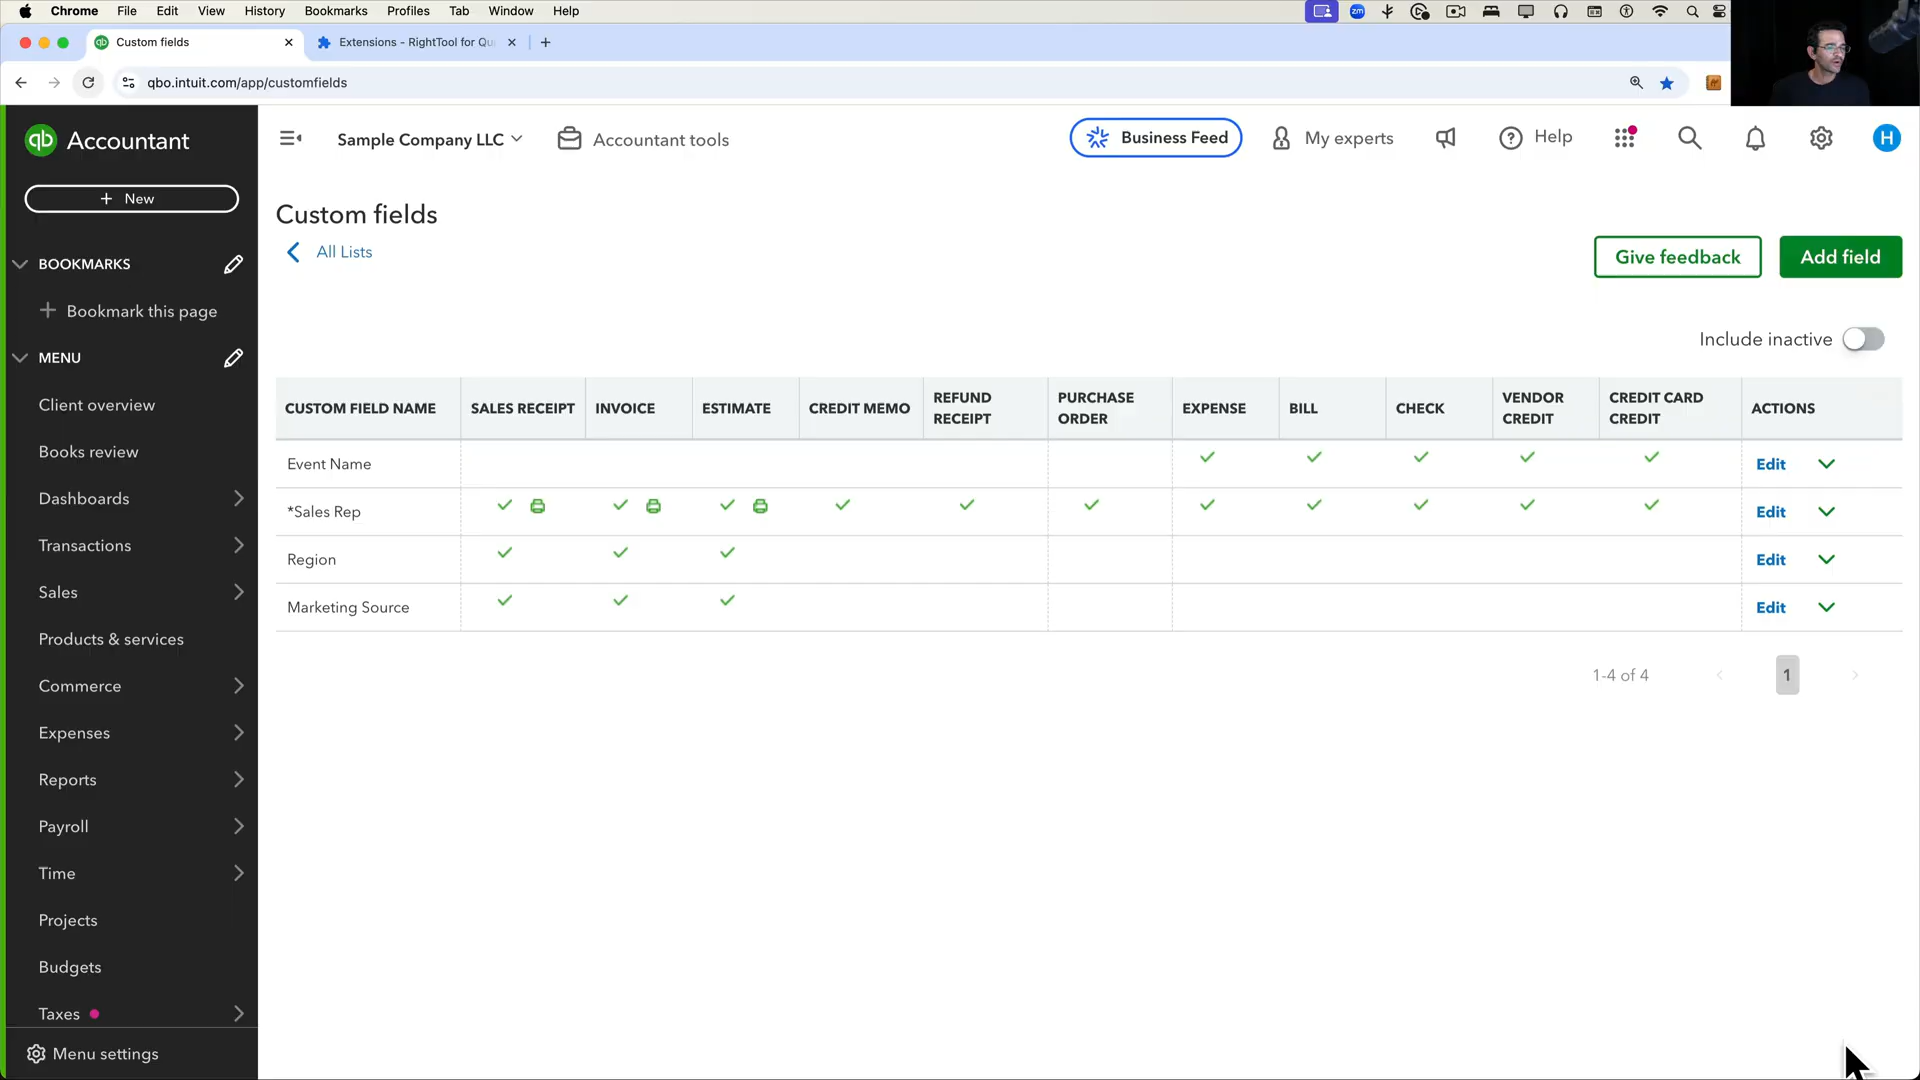 Chrome File Edit View History Bookmarks Profiles Tab Window Help
zm
qb Custom fields
Extensions - RightTool for Qu
qbo.intuit.com/app/customfields
qb Accountant
Sample Company LLC
Accountant tools
Business Feed
My experts
Help
H
+ New
Custom fields
All Lists
BOOKMARKS
Give feedback
Add field
Bookmark this page
Include inactive
MENU
CUSTOM FIELD NAME SALES RECEIPT INVOICE ESTIMATE CREDIT MEMO REFUND RECEIPT PURCHASE ORDER EXPENSE BILL CHECK VENDOR CREDIT CREDIT CARD CREDIT ACTIONS
Event Name Edit
*Sales Rep Edit
Region Edit
Marketing Source Edit
1-4 of 4
1
Client overview
Books review
Dashboards
Transactions
Sales
Products & services
Commerce
Expenses
Reports
Payroll
Time
Projects
Budgets
Taxes
Menu settings